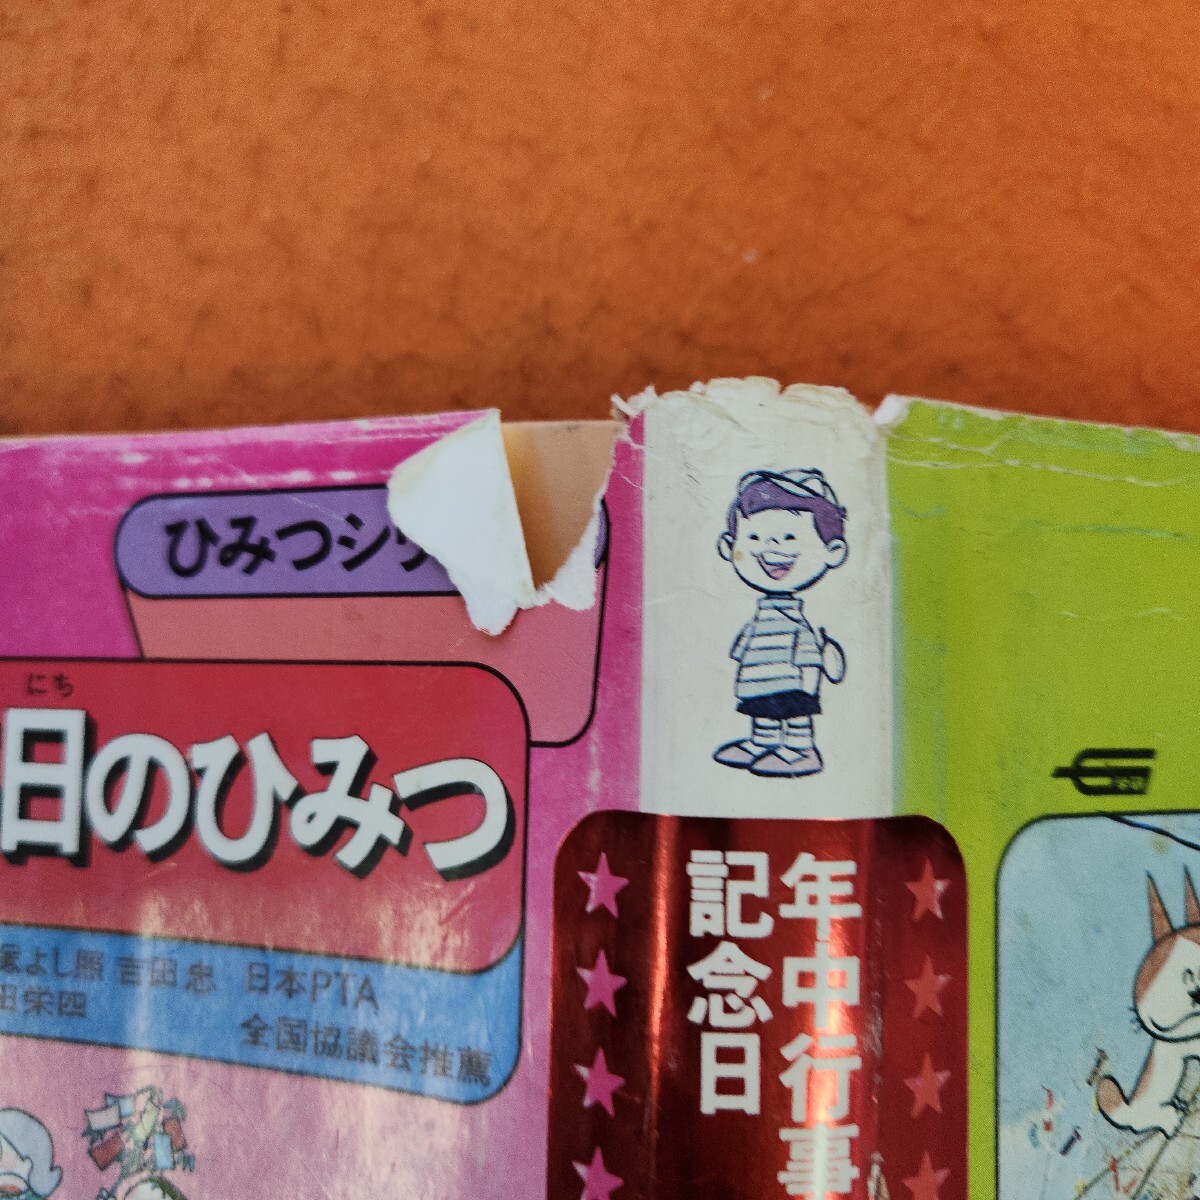 ひみつシリ
にち
日のひみつ
よし照 吉田 忠
田栄四
日本PTA
全国協議会推薦
年中行事
記念日